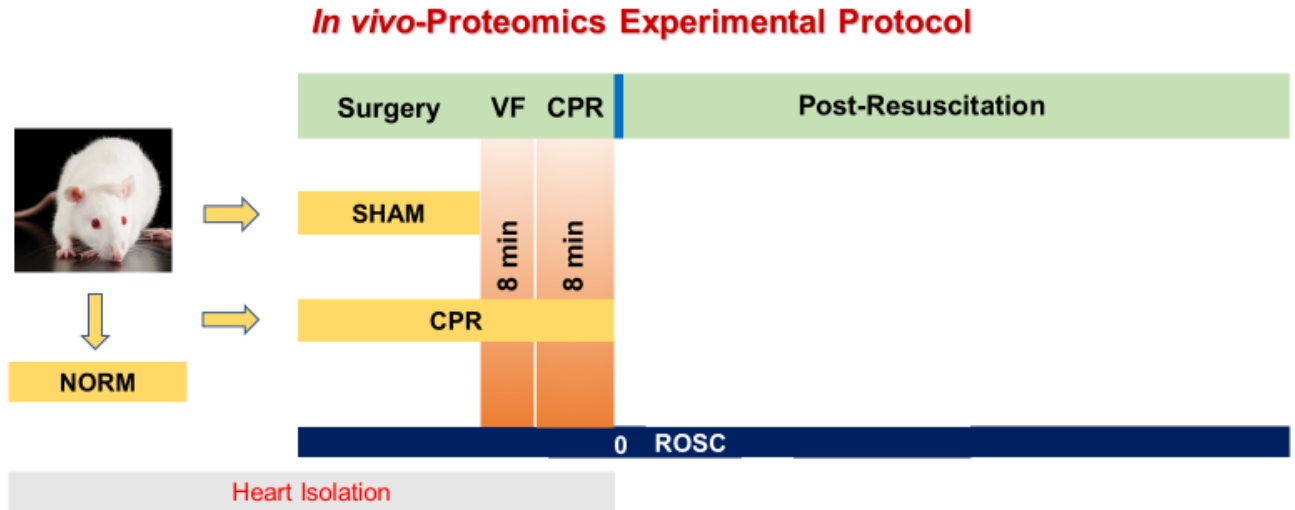 In vivo-Proteomics Experimental Protocol
Surgery VF CPR Post-Resuscitation
SHAM
8 min 8 min
CPR
NORM
0 ROSC
Heart Isolation